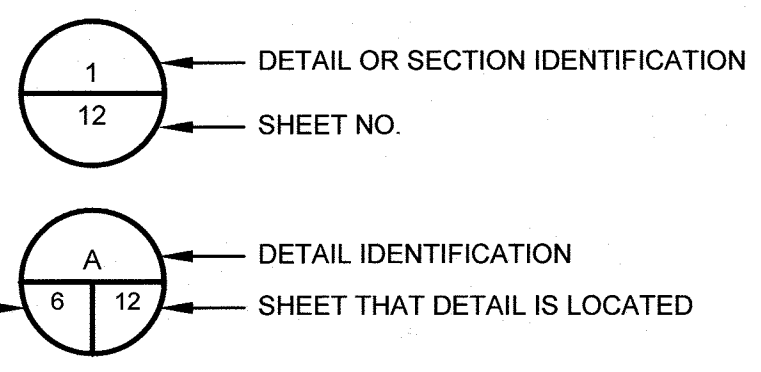 1 DETAIL OR SECTION IDENTIFICATION
12 SHEET NO.
A DETAIL IDENTIFICATION
6 12 SHEET THAT DETAIL IS LOCATED